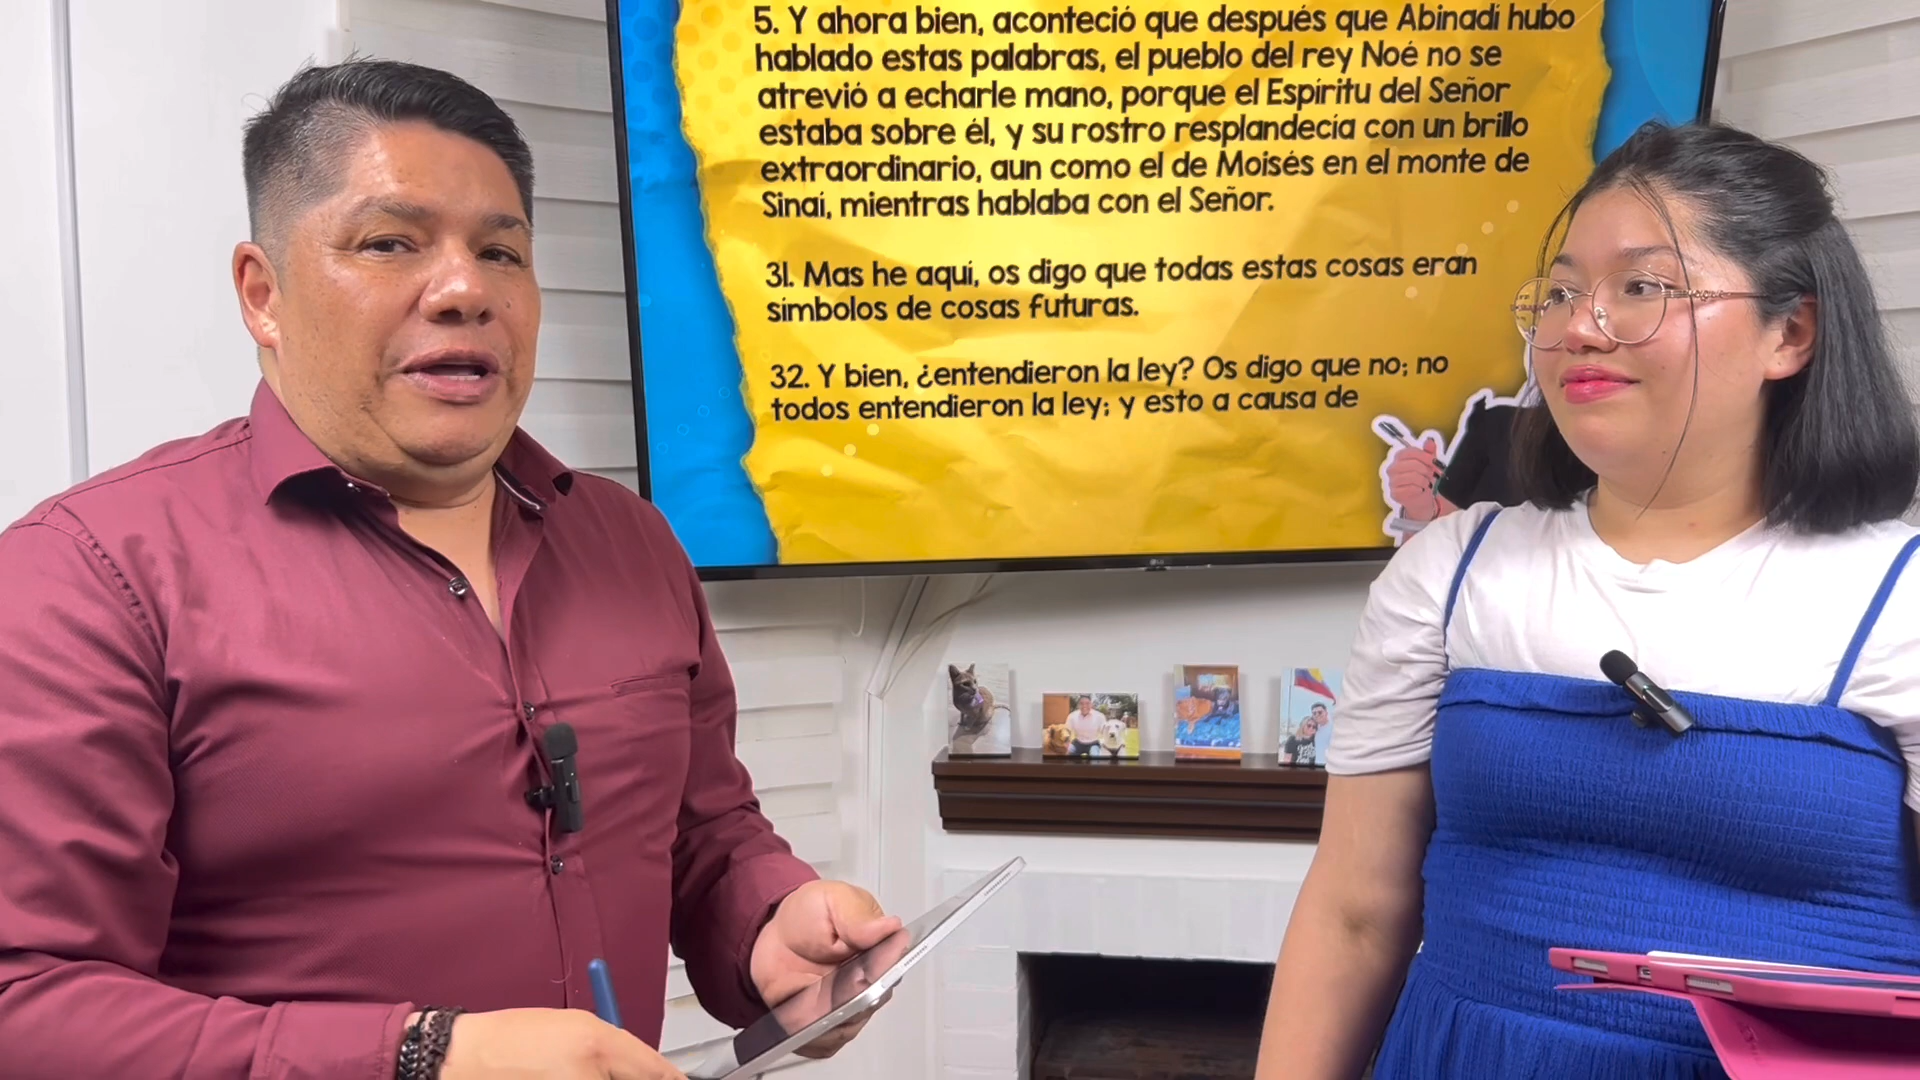 5. Y ahora bien, aconteció que después que Abinadí hubo
hablado estas palabras, el pueblo del rey Noé no se
atrevió a echarle mano, porque el Espíritu del Señor
estaba sobre él, y su rostro resplandecía con un brillo
extraordinario, aun como el de Moisés en el monte de
Sinaí, mientras hablaba con el Señor.
31. Mas he aquí, os digo que todas estas cosas eran
símbolos de cosas futuras.
32. Y bien, ¿entendieron la ley? Os digo que no; no
todos entendieron la ley; y esto a causa de
LG